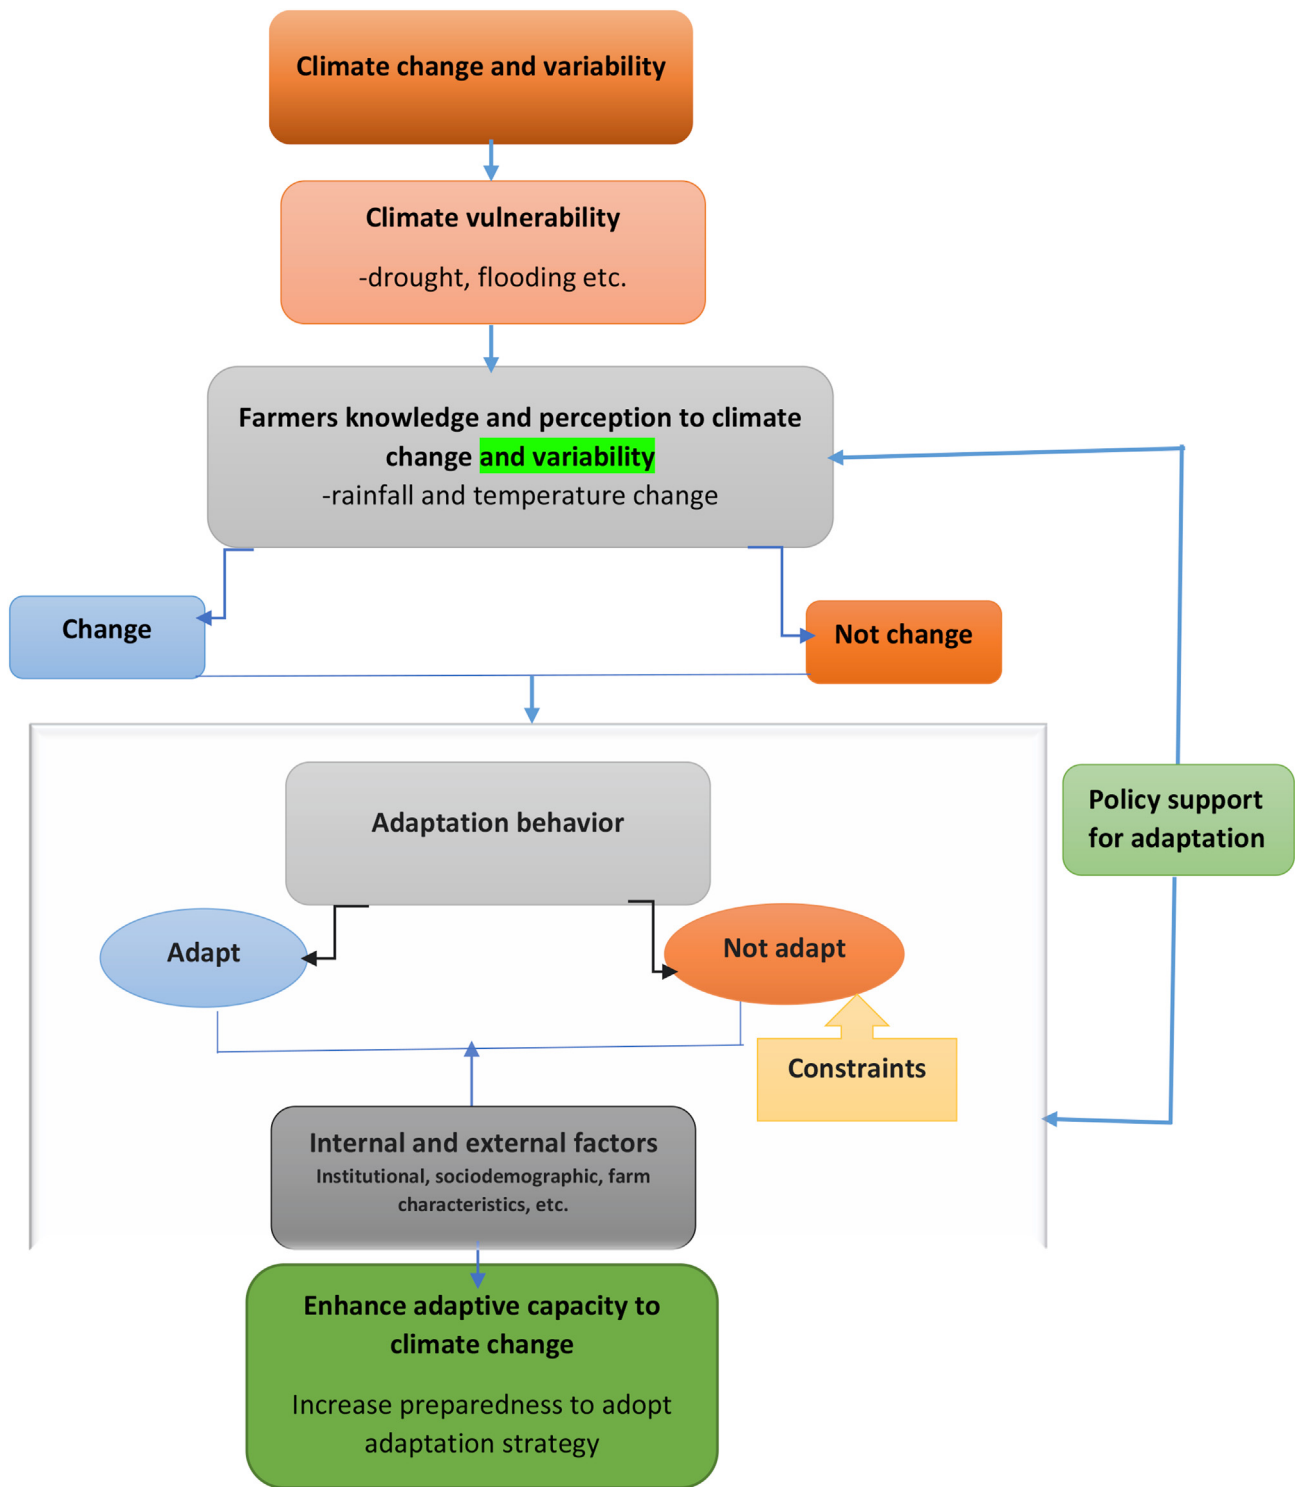 Climate change and variability
Climate vulnerability
-drought, flooding etc.
Farmers knowledge and perception to climate
change and variability
-rainfall and temperature change
Change
Not change
Adaptation behavior
Policy support
for adaptation
Adapt
Not adapt
Constraints
Internal and external factors
Institutional, sociodemographic, farm
characteristics, etc.
Enhance adaptive capacity to
climate change
Increase preparedness to adopt
adaptation strategy